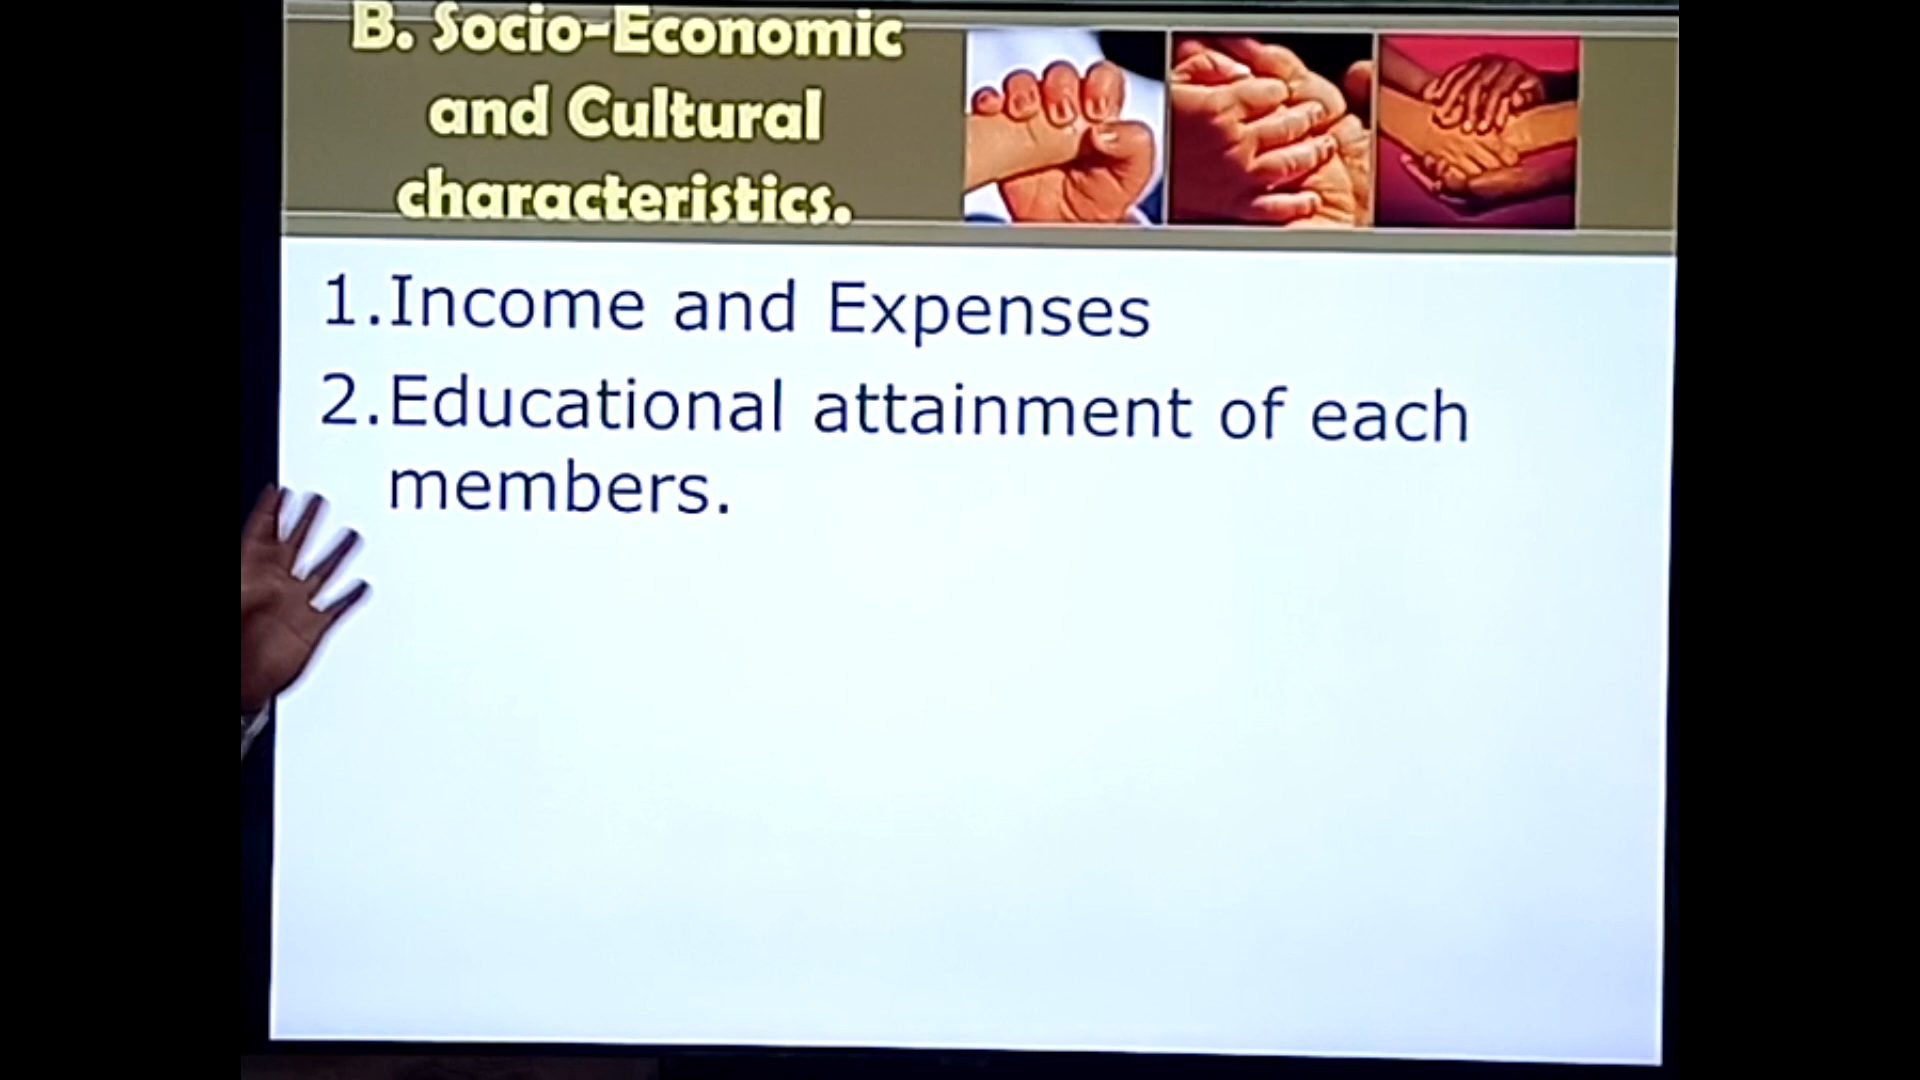 B. Socio-Economic
and Cultural
characteristics.
1.Income and Expenses
2.Educational attainment of each
members.